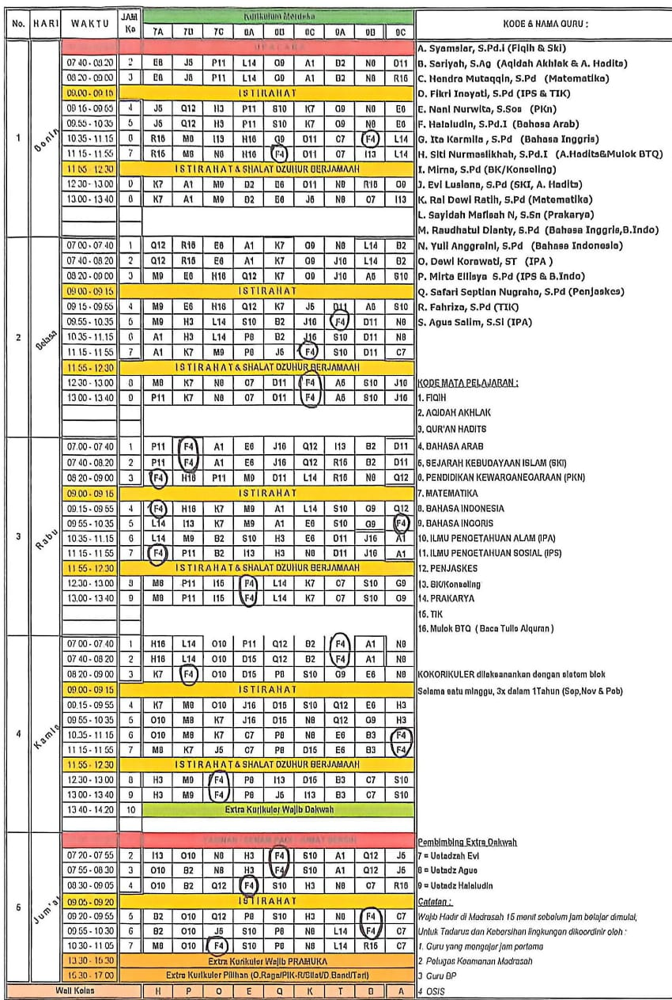 No. HARI WAKTU JAM Ke Kurikulum Merdeka KODE & NAMA GURU :
7A 7B 7C 8A 8B 8C 9A 9B 9C
UPACARA
A. Syamsiar, S.Pd.i (Fiqih & Ski)
07 40 - 08 20 2 E6 J5 P11 L14 G9 A1 B2 N8 D11
B. Sariyah, S.Ag (Aqidah Akhlak & A. Hadits)
08 20 - 09 00 3 E6 J5 P11 L14 G9 A1 B2 N8 R15
C. Hendra Mutaqqin, S.Pd (Matematika)
09.00 - 09 15 ISTIRAHAT
D. Fikri Inayati, S.Pd (IPS & TIK)
09 15 - 09 55 4 J5 Q12 H3 P11 S10 K7 G9 N8 E6
E. Nani Nurwita, S.Sos (PKn)
09.55 - 10 35 5 J5 Q12 H3 P11 S10 K7 G9 N8 E6
F. Halaludin, S.Pd.I (Bahasa Arab)
1 Senin
10.35 - 11 15 6 R15 M8 I13 H16 G9 D11 C7 F4 L14
G. Ita Karmila , S.Pd (Bahasa Inggris)
11 15 - 11 55 7 R15 M8 N8 H16 F4 D11 C7 I13 L14
H. Siti Nurmaslikhah, S.Pd.I (A.Hadits&Mulok BTQ)
11 55 - 12.30 ISTIRAHAT & SHALAT DZUHUR BERJAMAAH
I. Mirna, S.Pd (BK/Konseling)
12 30 - 13.00 K7 A1 M9 B2 E6 D11 N8 R15 G9
J. Evi Lusiana, S.Pd (SKI, A. Hadits)
13.00 - 13 40 K7 A1 M9 B2 E6 J5 N8 C7 I13
K. Rai Dewi Ratih, S.Pd (Matematika)
L. Sayidah Mafisah N, S.Sn (Prakarya)
M. Raudhatul Dianty, S.Pd (Bahasa Inggris,B.Indo)
07 00 - 07 40 1 Q12 R15 E6 A1 K7 G9 N8 L14 B2
N. Yuli Anggraini, S.Pd (Bahasa Indonesia)
07 40 - 08 20 2 Q12 R15 E6 A1 K7 G9 J16 L14 B2
O. Dewi Korowati, ST (IPA )
08 20 - 09 00 3 M9 E6 H16 Q12 K7 G9 J16 A5 S10
P. Mirta Ellisya S.Pd (IPS & B.Indo)
09 00 - 09 15 ISTIRAHAT
Q. Safari Septian Nugraha, S.Pd (Penjaskes)
09 15 - 09 55 4 M9 E6 H16 Q12 K7 J5 D11 A5 S10
R. Fahriza, S.Pd (TIK)
09.55 - 10.35 5 M9 H3 L14 S10 B2 J16 F4 D11 N8
S. Agus Salim, S.Si (IPA)
2 Selasa
10.35 - 11.15 6 A1 H3 L14 P8 B2 J16 S10 D11 N8
11 15 - 11 55 7 A1 K7 M9 P8 J5 F4 S10 D11 C7
11 55 - 12.30 ISTIRAHAT & SHALAT DZUHUR BERJAMAAH
12 30 - 13.00 8 M8 K7 N8 C7 D11 F4 A5 S10 J16
KODE MATA PELAJARAN :
13 00 - 13 40 9 P11 K7 N8 C7 D11 F4 A5 S10 J16
1. FIQIH
2. AQIDAH AKHLAK
3. QUR'AN HADITS
07.00 - 07 40 1 P11 F4 A1 E6 J16 Q12 I13 B2 D11
4. BAHASA ARAB
07 40 - 08.20 2 P11 F4 A1 E6 J16 Q12 R15 B2 D11
5, SEJARAH KEBUDAYAAN ISLAM (SKI)
08 20 - 09 00 3 F4 H16 P11 M9 D11 L14 R15 N8 Q12
6. PENDIDIKAN KEWARGANEGARAAN (PKN)
09.00 - 09 15 ISTIRAHAT
7. MATEMATIKA
09.15 - 09 55 4 F4 H16 K7 M9 A1 L14 S10 G9 Q12
8. BAHASA INDONESIA
09 55 - 10.35 5 L14 I13 K7 M9 A1 E6 S10 G9 F4
9. BAHASA INGGRIS
3 Rabu
10.35 - 11.15 6 L14 M9 B2 S10 H3 E6 D11 J16 A1
10. ILMU PENGETAHUAN ALAM (IPA)
11 15 - 11 55 7 F4 P11 B2 I13 H3 N8 D11 J16 A1
11. ILMU PENGETAHUAN SOSIAL (IPS)
11 55 - 12.30 ISTIRAHAT & SHALAT DZUHUR BERJAMAAH
12. PENJASKES
12.30 - 13.00 8 M8 P11 I15 F4 L14 K7 C7 S10 G9
13. BK/Konseling
13.00 - 13 40 9 M8 P11 I15 F4 L14 K7 C7 S10 G9
14. PRAKARYA
15. TIK
16. Mulok BTQ ( Baca Tulis Alquran )
07 00 - 07.40 1 H16 L14 O10 P11 Q12 B2 F4 A1 N8
07 40 - 08 20 2 H16 L14 O10 D15 Q12 B2 F4 A1 N8
08 20 - 09 00 3 K7 F4 O10 D15 P8 S10 G9 E6 N8
KOKORIKULER dilaksanankan dengan sistem blok
09.00 - 09 15 ISTIRAHAT
Selama satu minggu, 3x dalam 1Tahun (Sep,Nov & Peb)
09.15 - 09 55 4 K7 M8 O10 J16 D15 S10 Q12 E6 H3
09 55 - 10.35 5 O10 M8 K7 J16 D15 N8 Q12 G9 H3
4 Kamis
10.35 - 11 15 6 O10 M8 K7 C7 P8 N8 E6 B3 F4
11 15 - 11 55 7 M8 K7 J5 C7 P8 D15 E6 B3 F4
11.55 - 12.30 ISTIRAHAT & SHALAT DZUHUR BERJAMAAH
12.30 - 13 00 8 H3 M9 F4 P8 I13 D15 B3 C7 S10
13 00 - 13 40 9 H3 M9 F4 P8 J5 I13 B3 C7 S10
13 40 - 14.20 10 Extra Kurikuler Wajib Dakwah
Pembimbing Extra Dakwah
07 20 - 07 55 2 I13 O10 N8 H3 F4 S10 A1 Q12 J5
7 = Ustadzah Evi
07 55 - 08 30 3 O10 B2 N8 H3 F4 S10 A1 Q12 J5
8 = Ustadz Agus
08 30 - 09 05 4 O10 B2 Q12 F4 S10 H3 N8 C7 R15
9 = Ustadz Halaludin
5 Jum'at
09 05 - 09.20 ISTIRAHAT
Catatan :
09 20 - 09 55 5 B2 O10 Q12 P8 S10 H3 N8 F4 C7
Wajib Hadir di Madrasah 15 menit sebelum jam belajar dimulai,
09 55 - 10 30 6 B2 O10 J5 S10 P8 N8 L14 F4 C7
Untuk Tadarus dan Kebersihan lingkungan dikoordinir oleh :
10 30 - 11 05 7 M8 O10 F4 S10 P8 N8 L14 R15 C7
1. Guru yang mengajar jam pertama
13.30 - 15.30 Extra Kurikuler Wajib PRAMUKA
2. Petugas Keamanan Madrasah
15 30 - 17 00 Extra Kurikuler Pilihan (O.Raga/PIK-R/Silat/D.Band/Tari)
3 Guru BP
Wali Kelas H P O E Q K T B A
4 OSIS